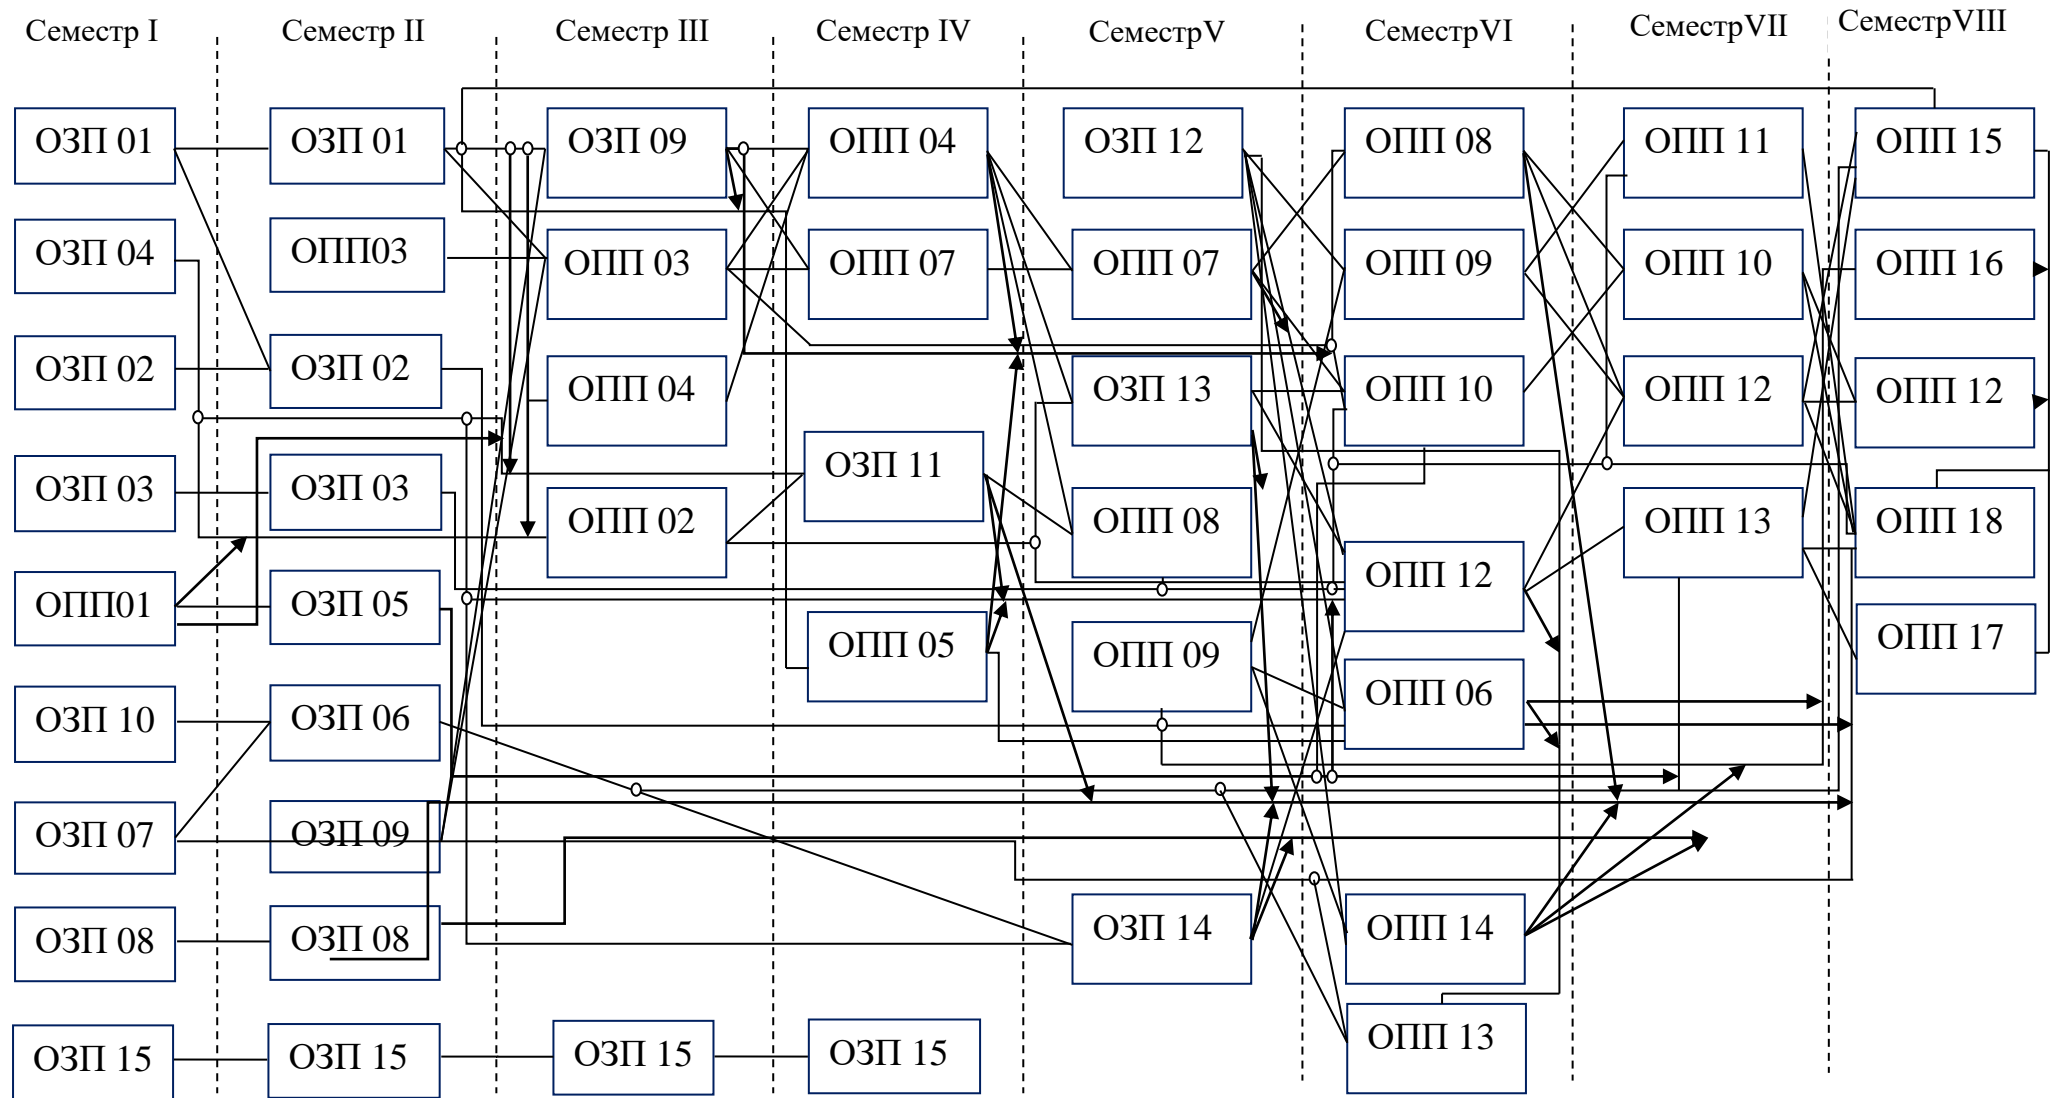 Семестр I
Семестр II
Семестр III
Семестр IV
СеместрV
СеместрVI
СеместрVII
СеместрVIII
ОЗП 01
ОЗП 04
ОЗП 02
ОЗП 03
ОПП01
ОЗП 10
ОЗП 07
ОЗП 08
ОЗП 15
ОЗП 01
ОПП03
ОЗП 02
ОЗП 03
ОЗП 05
ОЗП 06
ОЗП 09
ОЗП 08
ОЗП 15
ОЗП 09
ОПП 03
ОПП 04
ОПП 02
ОЗП 15
ОПП 04
ОПП 07
ОЗП 11
ОПП 05
ОЗП 15
ОЗП 12
ОПП 07
ОЗП 13
ОПП 08
ОПП 09
ОЗП 14
ОПП 08
ОПП 09
ОПП 10
ОПП 12
ОПП 06
ОПП 14
ОПП 13
ОПП 11
ОПП 10
ОПП 12
ОПП 13
ОПП 15
ОПП 16
ОПП 12
ОПП 18
ОПП 17